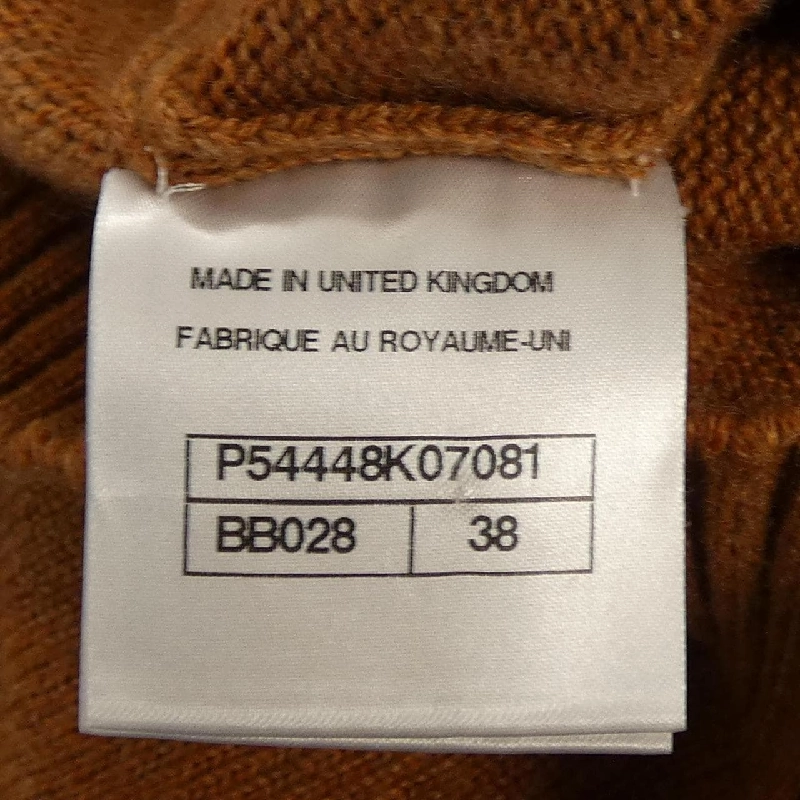 MADE IN UNITED KINGDOM
FABRIQUE AU ROYAUME-UNI
P54448K07081
BB028 38